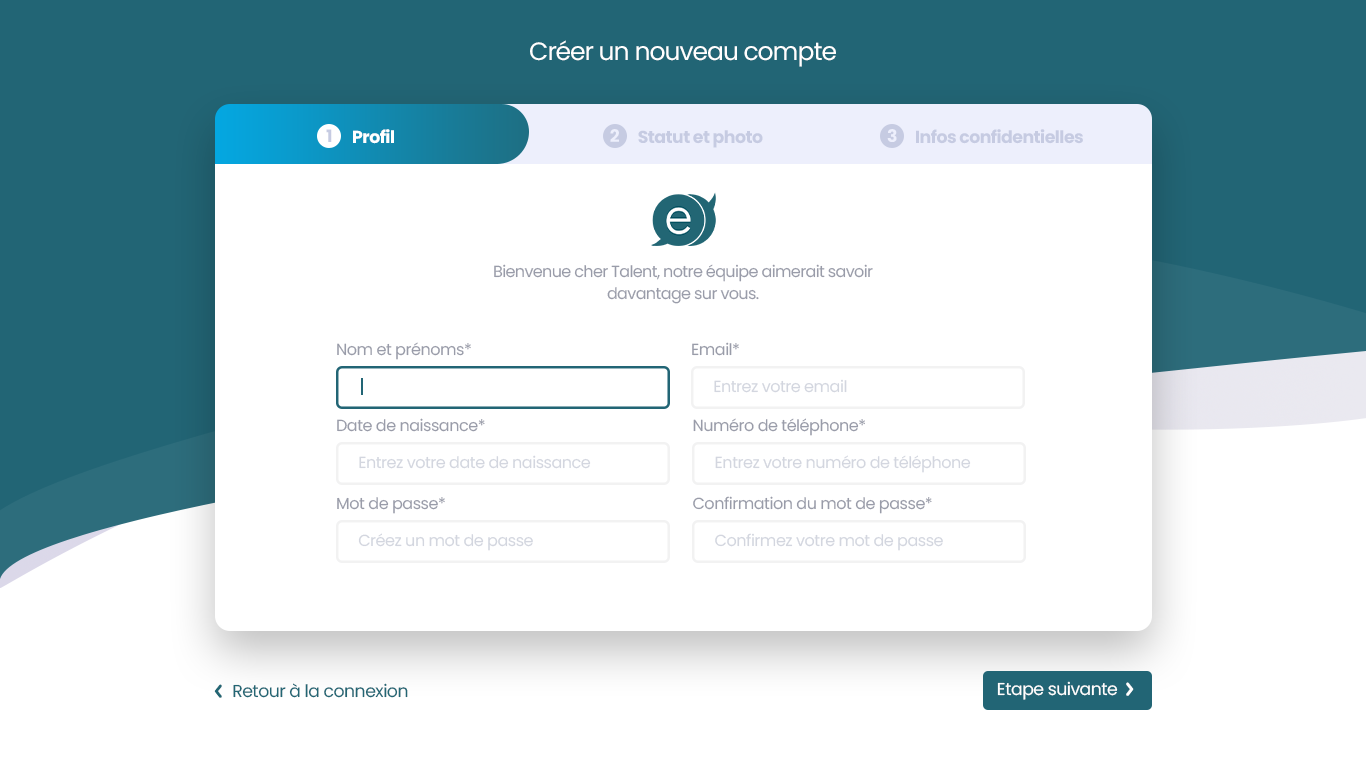 Créer un nouveau compte
1 Profil
2 Statut et photo
3 Infos confidentielles
e
Bienvenue cher Talent, notre équipe aimerait savoir
davantage sur vous.
Nom et prénoms*
Email*
Entrez votre email
Date de naissance*
Numéro de téléphone*
Entrez votre date de naissance
Entrez votre numéro de téléphone
Mot de passe*
Confirmation du mot de passe*
Créez un mot de passe
Confirmez votre mot de passe
Retour à la connexion
Etape suivante